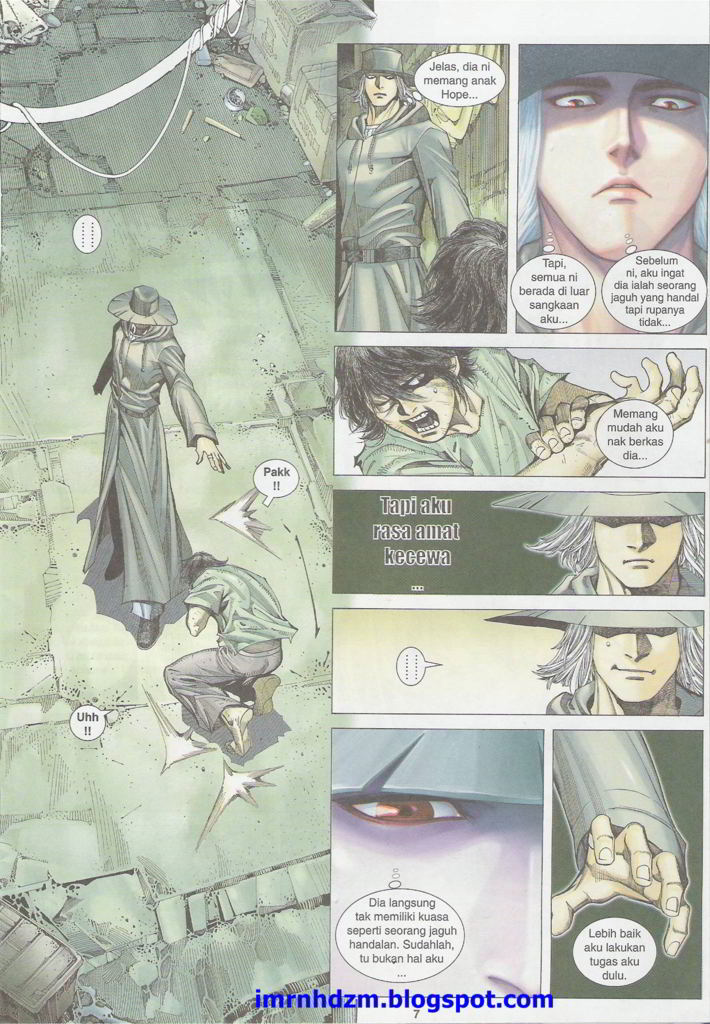 Pakk
!!
Uhh
!!
Jelas, dia ni
memang anak
Hope...
Tapi,
semua ni
berada di luar
sangkaan
aku...
Sebelum
ni, aku ingat
dia ialah seorang
jaguh yang handal
tapi rupanya
tidak...
Memang
mudah aku
nak berkas
dia...
Tapi aku
rasa amat
kecewa
...
Dia langsung
tak memiliki kuasa
seperti seorang jaguh
handalan. Sudahlah,
tu bukan hal aku
...
Lebih baik
aku lakukan
tugas aku
dulu.
imrnhdzm.blogspot.com
7